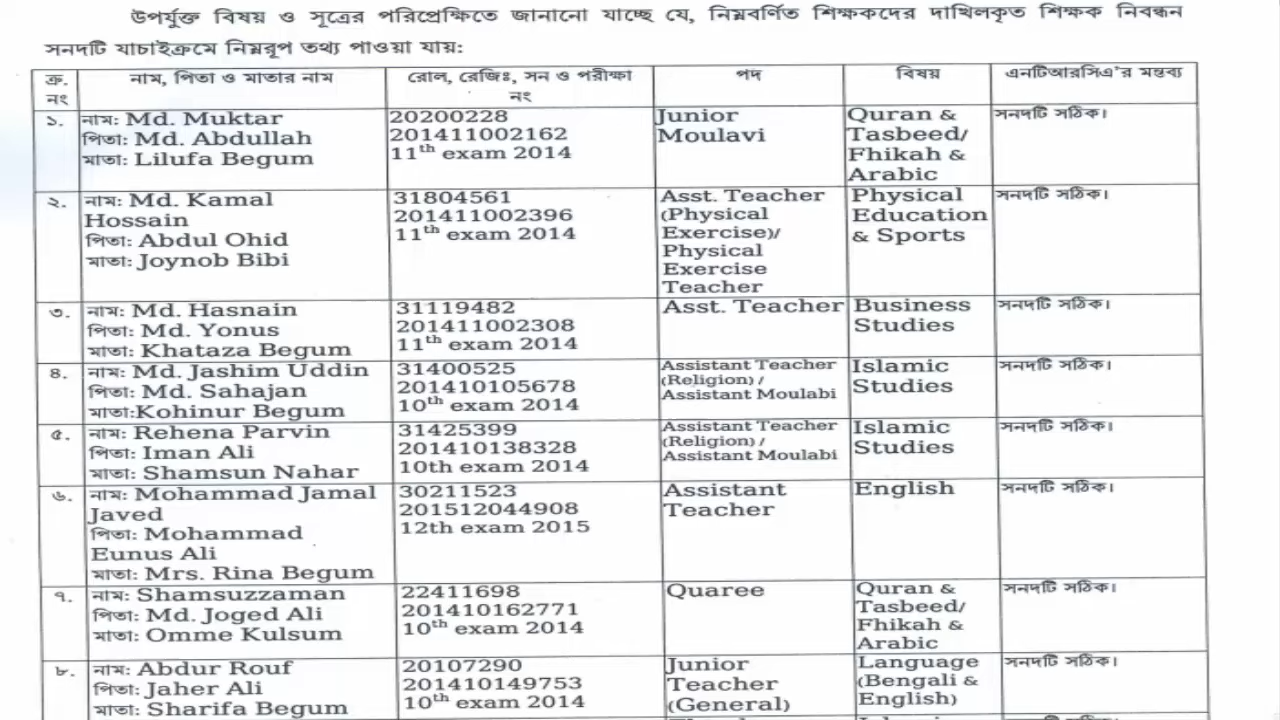 উপর্যুক্ত বিষয় ও সূত্রের পরিপ্রেক্ষিতে জানানো যাচ্ছে যে, নিম্নবর্ণিত শিক্ষকদের দাখিলকৃত শিক্ষক নিবন্ধন
সনদটি যাচাইক্রমে নিম্নরূপ তথ্য পাওয়া যায়:
ক্র. নং | নাম, পিতা ও মাতার নাম | রোল, রেজিঃ, সন ও পরীক্ষা নং | পদ | বিষয় | এনটিআরসিএ'র মন্তব্য
১.
নাম: Md. Muktar
পিতা: Md. Abdullah
মাতা: Lilufa Begum
20200228
201411002162
11th exam 2014
Junior
Moulavi
Quran &
Tasbeed/
Fhikah &
Arabic
সনদটি সঠিক।
২.
নাম: Md. Kamal
Hossain
পিতা: Abdul Ohid
মাতা: Joynob Bibi
31804561
201411002396
11th exam 2014
Asst. Teacher
(Physical
Exercise)/
Physical
Exercise
Teacher
Physical
Education
& Sports
সনদটি সঠিক।
৩.
নাম: Md. Hasnain
পিতা: Md. Yonus
মাতা: Khataza Begum
31119482
201411002308
11th exam 2014
Asst. Teacher
Business
Studies
সনদটি সঠিক।
৪.
নাম: Md. Jashim Uddin
পিতা: Md. Sahajan
মাতা:Kohinur Begum
31400525
201410105678
10th exam 2014
Assistant Teacher
(Religion) /
Assistant Moulabi
Islamic
Studies
সনদটি সঠিক।
৫.
নাম: Rehena Parvin
পিতা: Iman Ali
মাতা: Shamsun Nahar
31425399
201410138328
10th exam 2014
Assistant Teacher
(Religion) /
Assistant Moulabi
Islamic
Studies
সনদটি সঠিক।
৬.
নাম: Mohammad Jamal
Javed
পিতা: Mohammad
Eunus Ali
মাতা: Mrs. Rina Begum
30211523
201512044908
12th exam 2015
Assistant
Teacher
English
সনদটি সঠিক।
৭.
নাম: Shamsuzzaman
পিতা: Md. Joged Ali
মাতা: Omme Kulsum
22411698
201410162771
10th exam 2014
Quaree
Quran &
Tasbeed/
Fhikah &
Arabic
সনদটি সঠিক।
৮.
নাম: Abdur Rouf
পিতা: Jaher Ali
মাতা: Sharifa Begum
20107290
201410149753
10th exam 2014
Junior
Teacher
(General)
Language
(Bengali &
English)
সনদটি সঠিক।